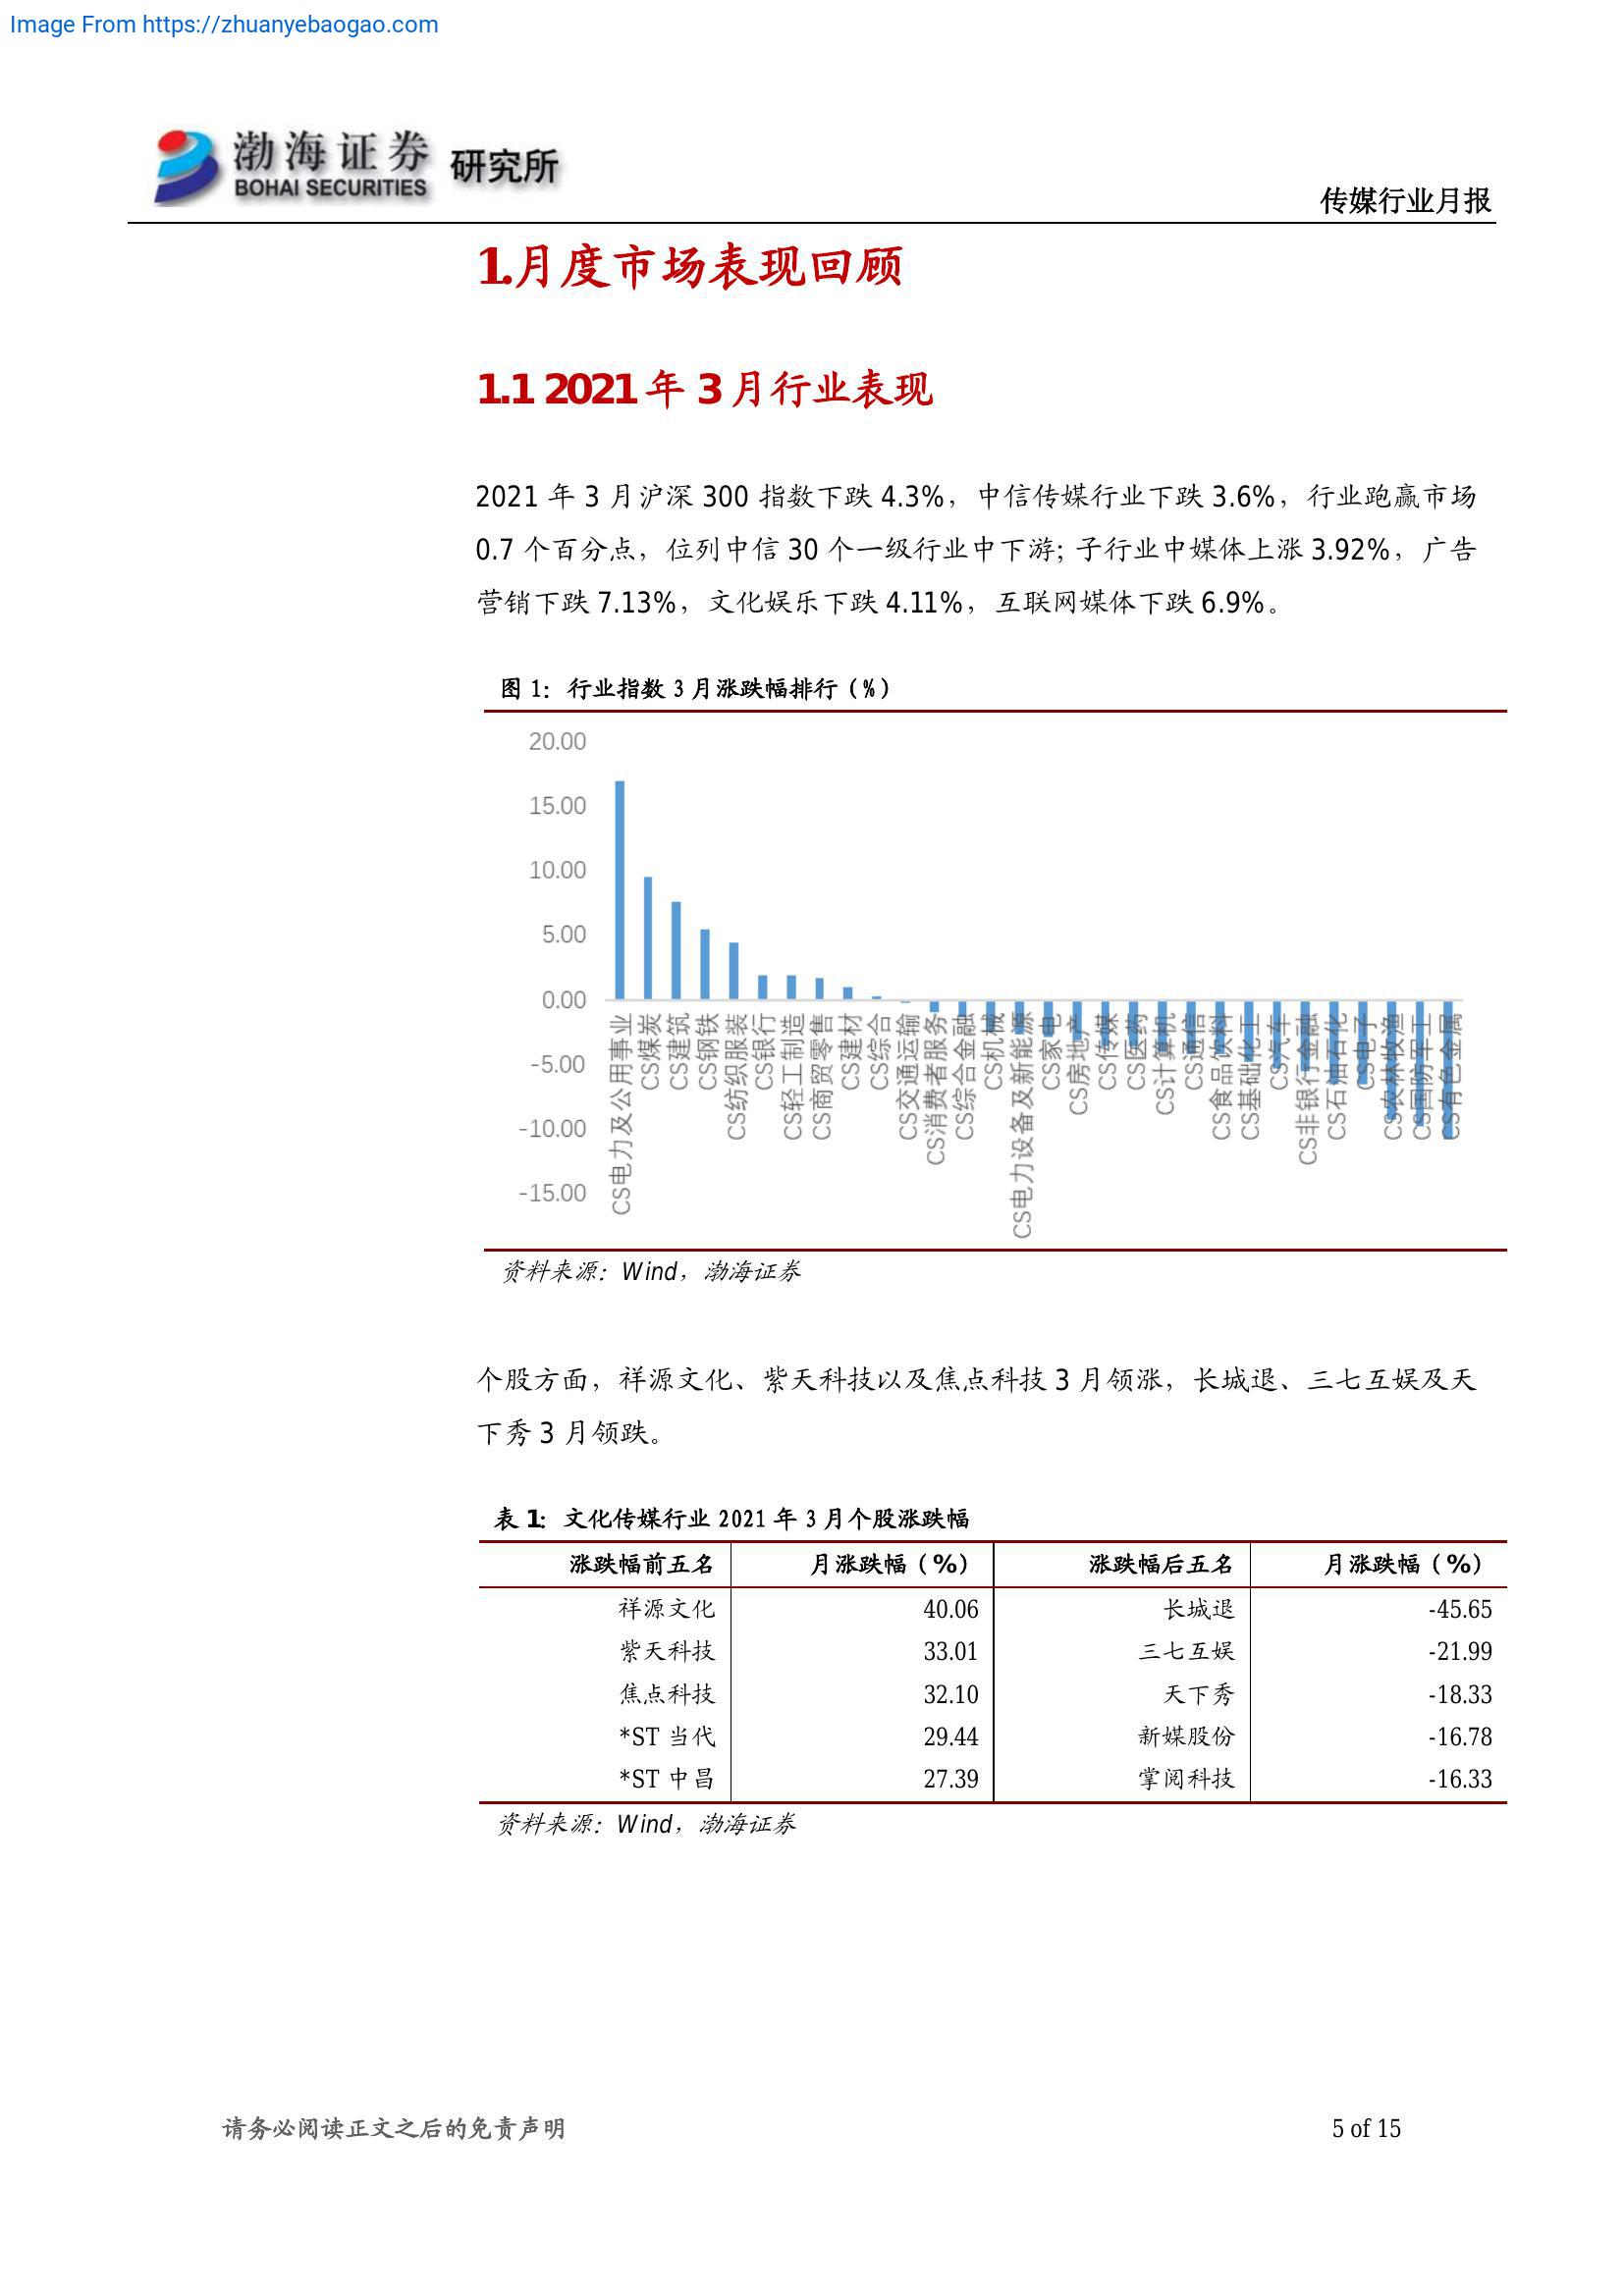 Image From https://zhuanyebaogao.com
渤海证券 研究所
BOHAI SECURITIES
传媒行业月报
1.月度市场表现回顾
1.1 2021 年 3 月行业表现
2021 年 3 月沪深 300 指数下跌 4.3%，中信传媒行业下跌 3.6%，行业跑赢市场
0.7 个百分点，位列中信 30 个一级行业中下游；子行业中媒体上涨 3.92%，广告
营销下跌 7.13%，文化娱乐下跌 4.11%，互联网媒体下跌 6.9%。
图 1：行业指数 3 月涨跌幅排行（%）
20.00
15.00
10.00
5.00
0.00
-5.00
-10.00
-15.00
CS电力及公用事业
CS煤炭
CS建筑
CS钢铁
CS纺织服装
CS银行
CS轻工制造
CS商贸零售
CS建材
CS综合
CS交通运输
CS消费者服务
CS综合金融
CS机械
CS电力设备及新能源
CS家电
CS房地产
CS传媒
CS医药
CS计算机
CS通信
CS食品饮料
CS基础化工
CS汽车
CS非银行金融
CS石油石化
CS电子
CS农林牧渔
CS国防军工
CS有色金属
资料来源：Wind，渤海证券
个股方面，祥源文化、紫天科技以及焦点科技 3 月领涨，长城退、三七互娱及天
下秀 3 月领跌。
表 1：文化传媒行业 2021 年 3 月个股涨跌幅
涨跌幅前五名 月涨跌幅（%） 涨跌幅后五名 月涨跌幅（%）
祥源文化 40.06 长城退 -45.65
紫天科技 33.01 三七互娱 -21.99
焦点科技 32.10 天下秀 -18.33
*ST 当代 29.44 新媒股份 -16.78
*ST 中昌 27.39 掌阅科技 -16.33
资料来源：Wind，渤海证券
请务必阅读正文之后的免责声明 5 of 15